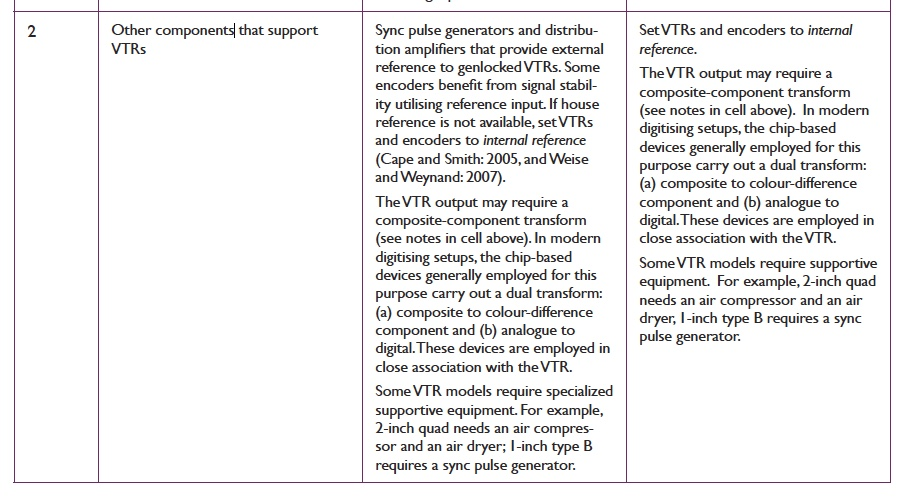 2
Other components that support
VTRs
Sync pulse generators and distribu-
tion amplifiers that provide external
reference to genlocked VTRs. Some
encoders benefit from signal stabil-
ity utilising reference input. If house
reference is not available, set VTRs
and encoders to internal reference
(Cape and Smith: 2005, and Weise
and Weynand: 2007).
The VTR output may require a
composite-component transform
(see notes in cell above). In modern
digitising setups, the chip-based
devices generally employed for this
purpose carry out a dual transform:
(a) composite to colour-difference
component and (b) analogue to
digital. These devices are employed in
close association with the VTR.
Some VTR models require specialized
supportive equipment. For example,
2-inch quad needs an air compres-
sor and an air dryer; 1-inch type B
requires a sync pulse generator.
Set VTRs and encoders to internal
reference.
The VTR output may require a
composite-component transform
(see notes in cell above). In modern
digitising setups, the chip-based
devices generally employed for this
purpose carry out a dual transform:
(a) composite to colour-difference
component and (b) analogue to
digital. These devices are employed in
close association with the VTR.
Some VTR models require supportive
equipment. For example, 2-inch quad
needs an air compressor and an air
dryer, 1-inch type B requires a sync
pulse generator.